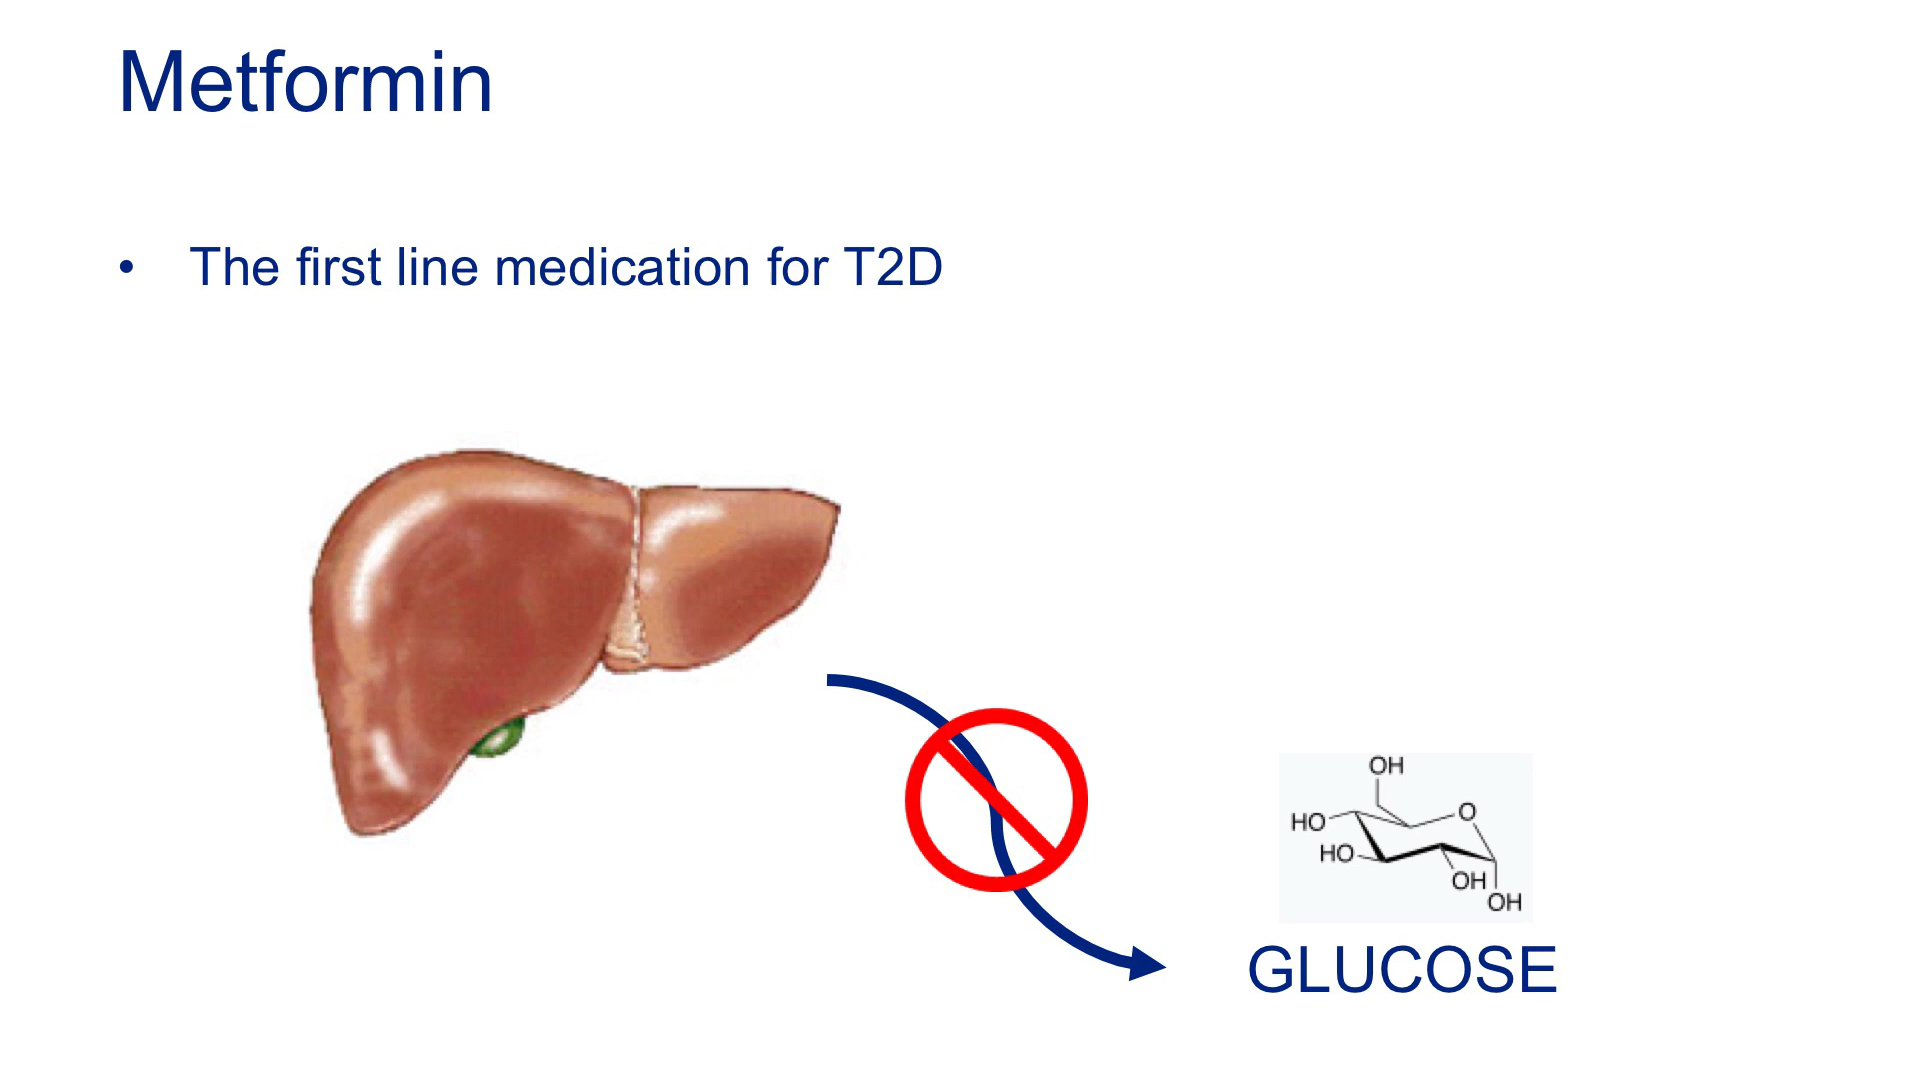 Metformin
• The first line medication for T2D
OH
O
HO
HO
OH
OH
GLUCOSE